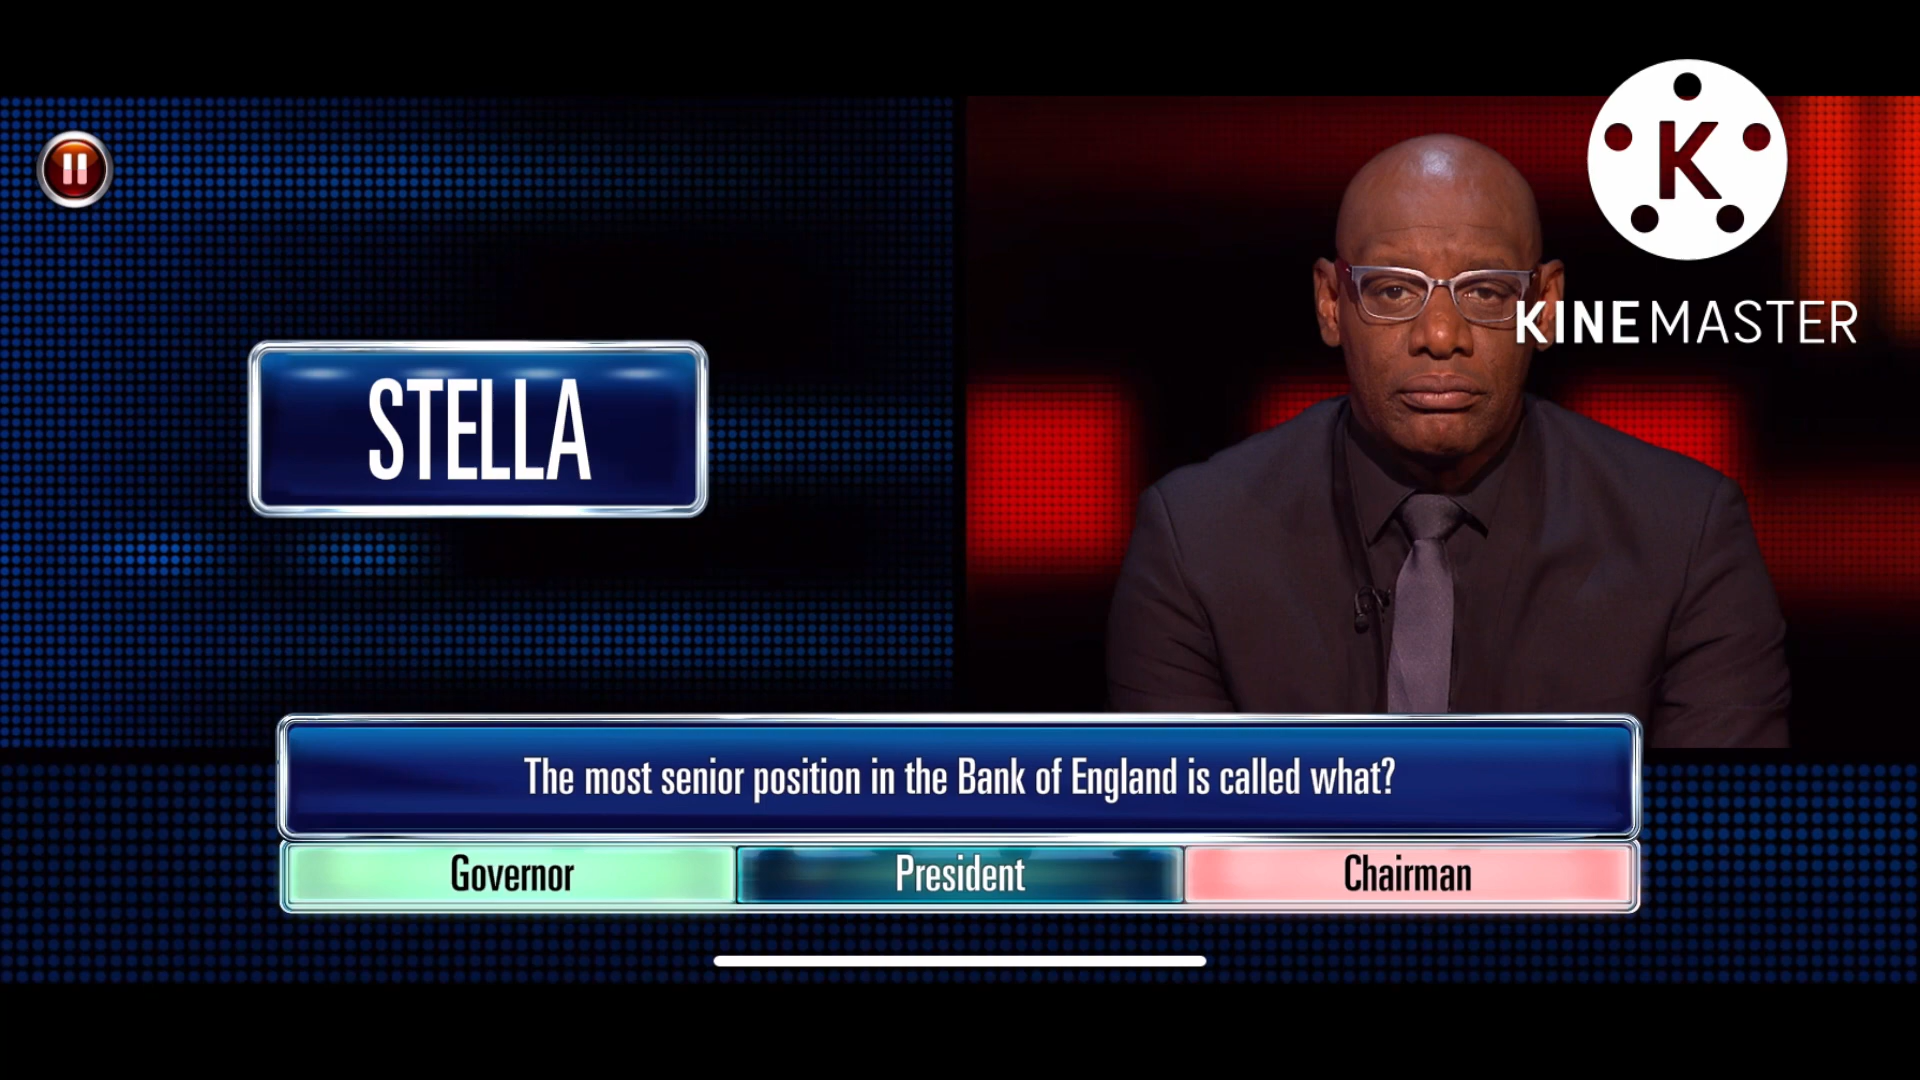 K
KINEMASTER
STELLA
The most senior position in the Bank of England is called what?
Governor
President
Chairman